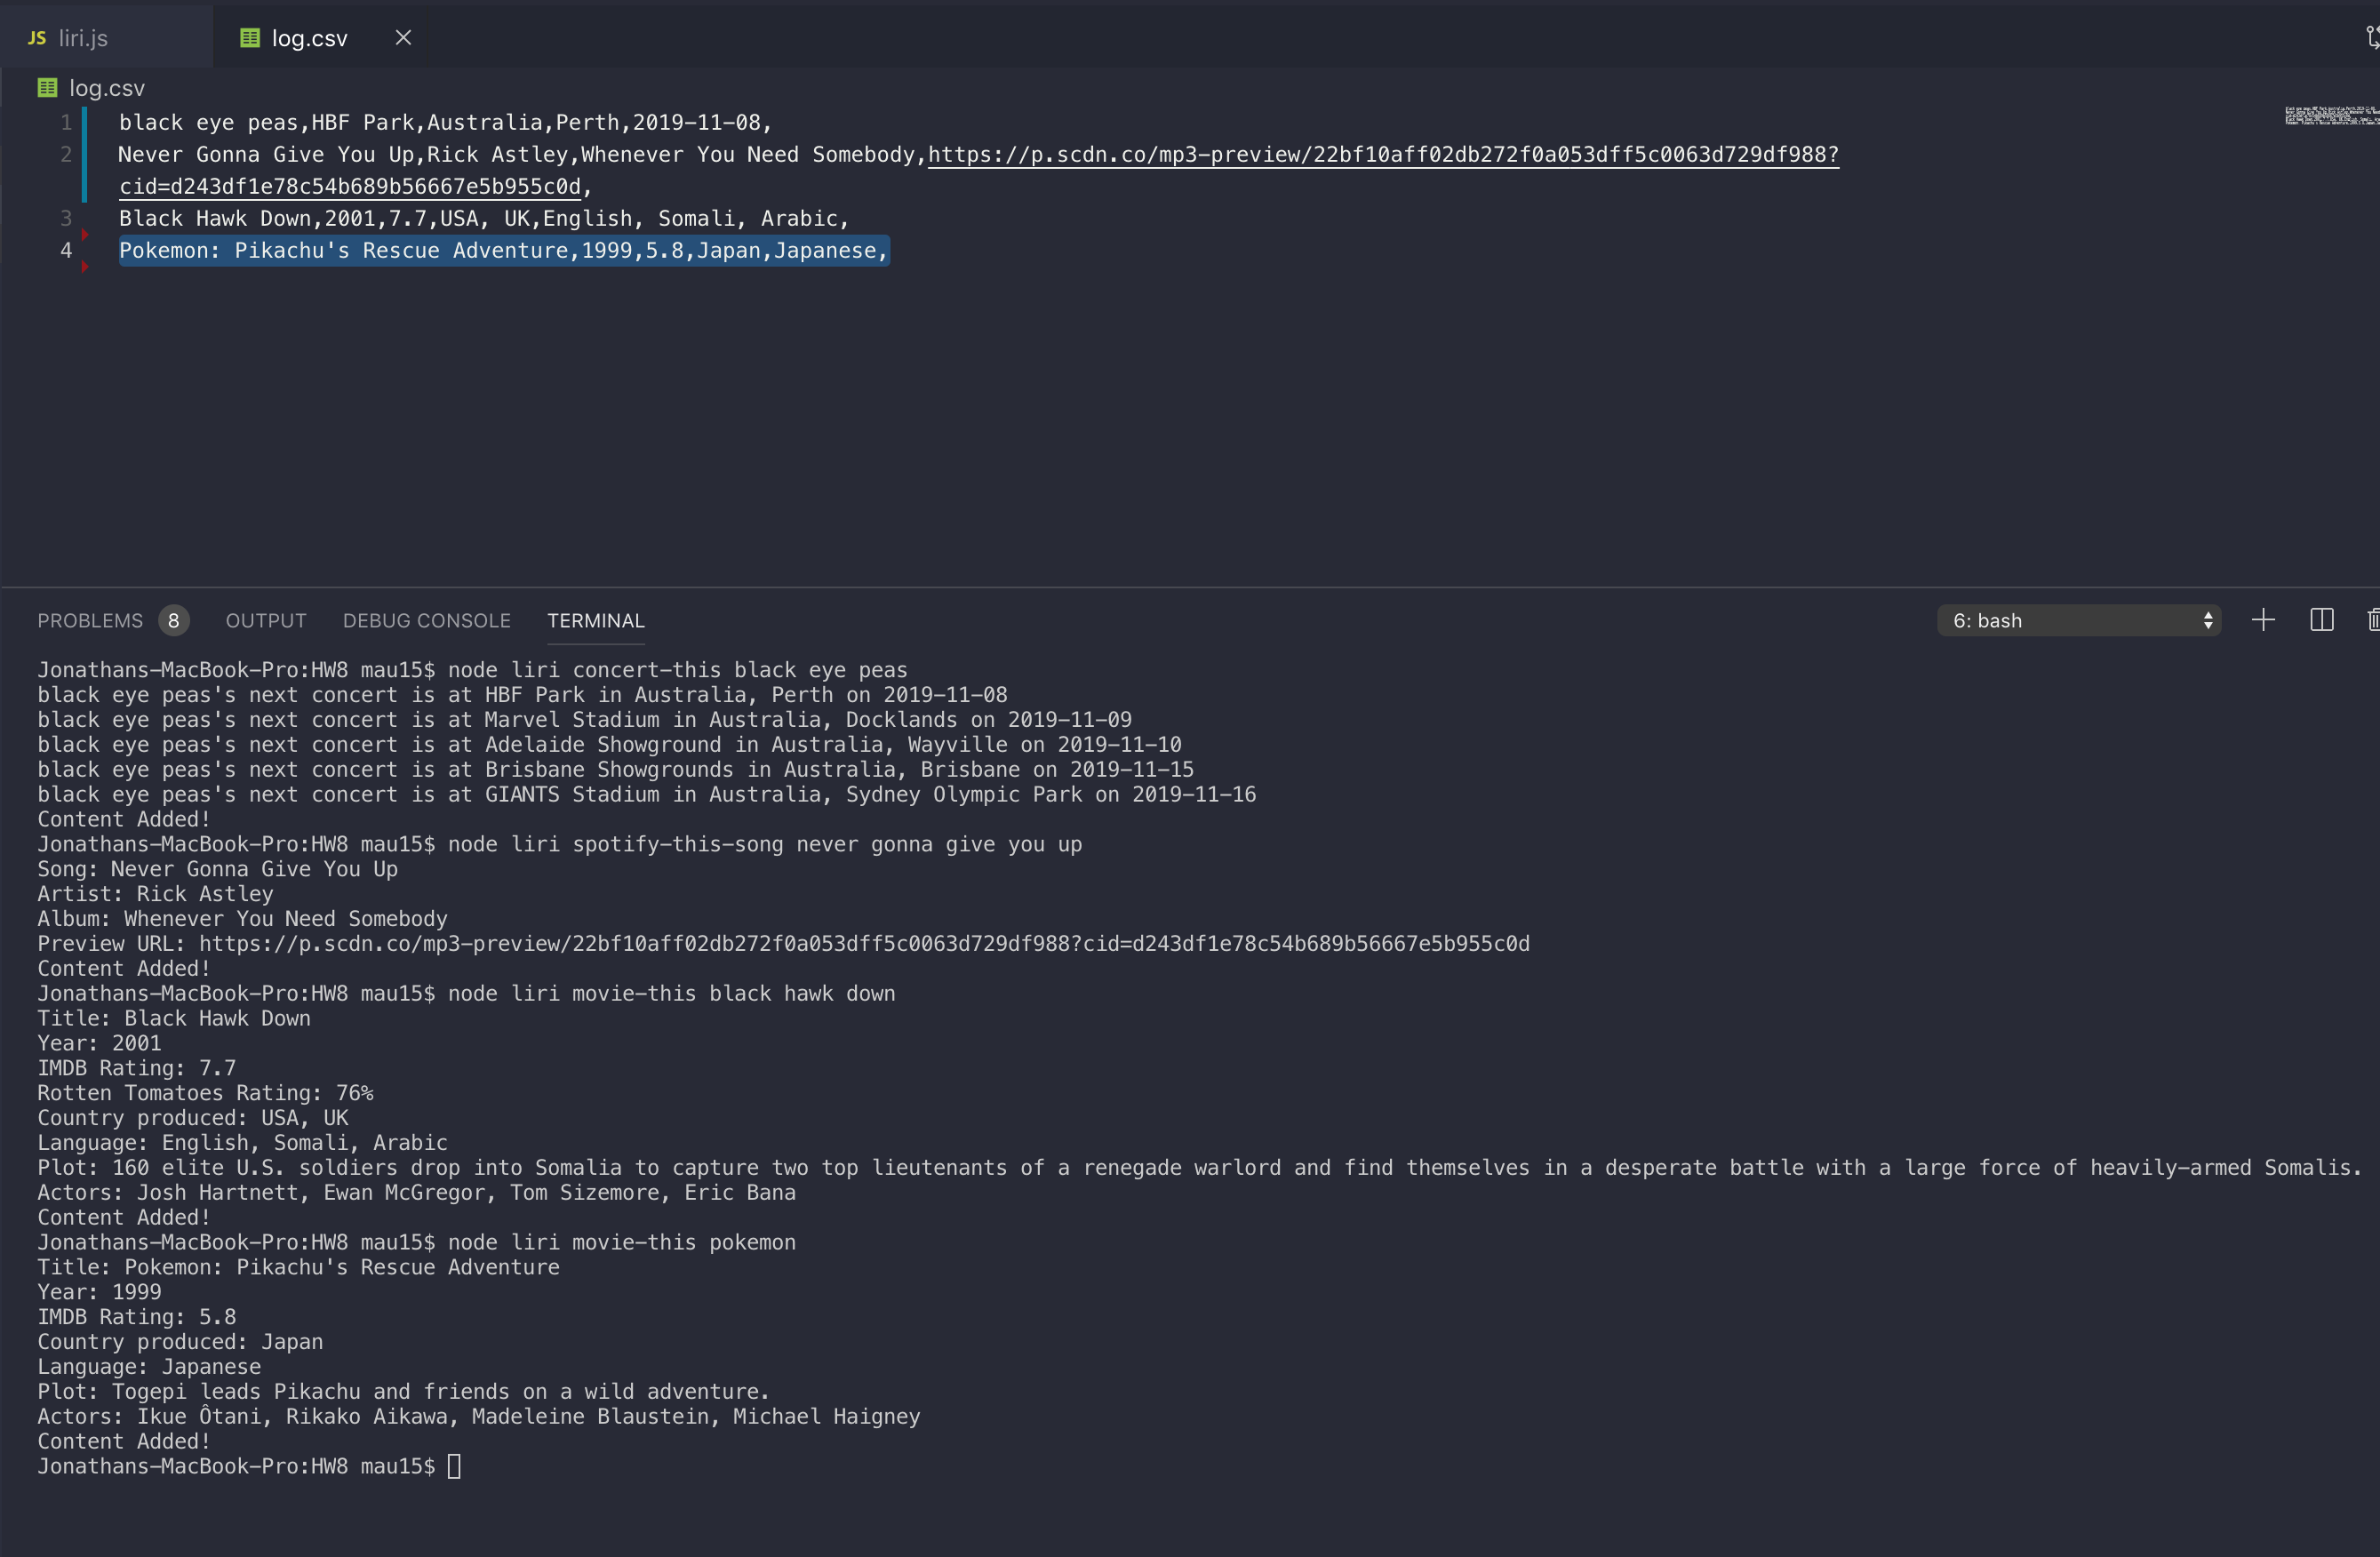 JS liri.js log.csv
log.csv
1 black eye peas,HBF Park,Australia,Perth,2019-11-08,
2 Never Gonna Give You Up,Rick Astley,Whenever You Need Somebody,https://p.scdn.co/mp3-preview/22bf10aff02db272f0a053dff5c0063d729df988?
cid=d243df1e78c54b689b56667e5b955c0d,
3 Black Hawk Down,2001,7.7,USA, UK,English, Somali, Arabic,
4 Pokemon: Pikachu's Rescue Adventure,1999,5.8,Japan,Japanese,
PROBLEMS 8 OUTPUT DEBUG CONSOLE TERMINAL 6: bash
Jonathans-MacBook-Pro:HW8 mau15$ node liri concert-this black eye peas
black eye peas's next concert is at HBF Park in Australia, Perth on 2019-11-08
black eye peas's next concert is at Marvel Stadium in Australia, Docklands on 2019-11-09
black eye peas's next concert is at Adelaide Showground in Australia, Wayville on 2019-11-10
black eye peas's next concert is at Brisbane Showgrounds in Australia, Brisbane on 2019-11-15
black eye peas's next concert is at GIANTS Stadium in Australia, Sydney Olympic Park on 2019-11-16
Content Added!
Jonathans-MacBook-Pro:HW8 mau15$ node liri spotify-this-song never gonna give you up
Song: Never Gonna Give You Up
Artist: Rick Astley
Album: Whenever You Need Somebody
Preview URL: https://p.scdn.co/mp3-preview/22bf10aff02db272f0a053dff5c0063d729df988?cid=d243df1e78c54b689b56667e5b955c0d
Content Added!
Jonathans-MacBook-Pro:HW8 mau15$ node liri movie-this black hawk down
Title: Black Hawk Down
Year: 2001
IMDB Rating: 7.7
Rotten Tomatoes Rating: 76%
Country produced: USA, UK
Language: English, Somali, Arabic
Plot: 160 elite U.S. soldiers drop into Somalia to capture two top lieutenants of a renegade warlord and find themselves in a desperate battle with a large force of heavily-armed Somalis.
Actors: Josh Hartnett, Ewan McGregor, Tom Sizemore, Eric Bana
Content Added!
Jonathans-MacBook-Pro:HW8 mau15$ node liri movie-this pokemon
Title: Pokemon: Pikachu's Rescue Adventure
Year: 1999
IMDB Rating: 5.8
Country produced: Japan
Language: Japanese
Plot: Togepi leads Pikachu and friends on a wild adventure.
Actors: Ikue Ôtani, Rikako Aikawa, Madeleine Blaustein, Michael Haigney
Content Added!
Jonathans-MacBook-Pro:HW8 mau15$